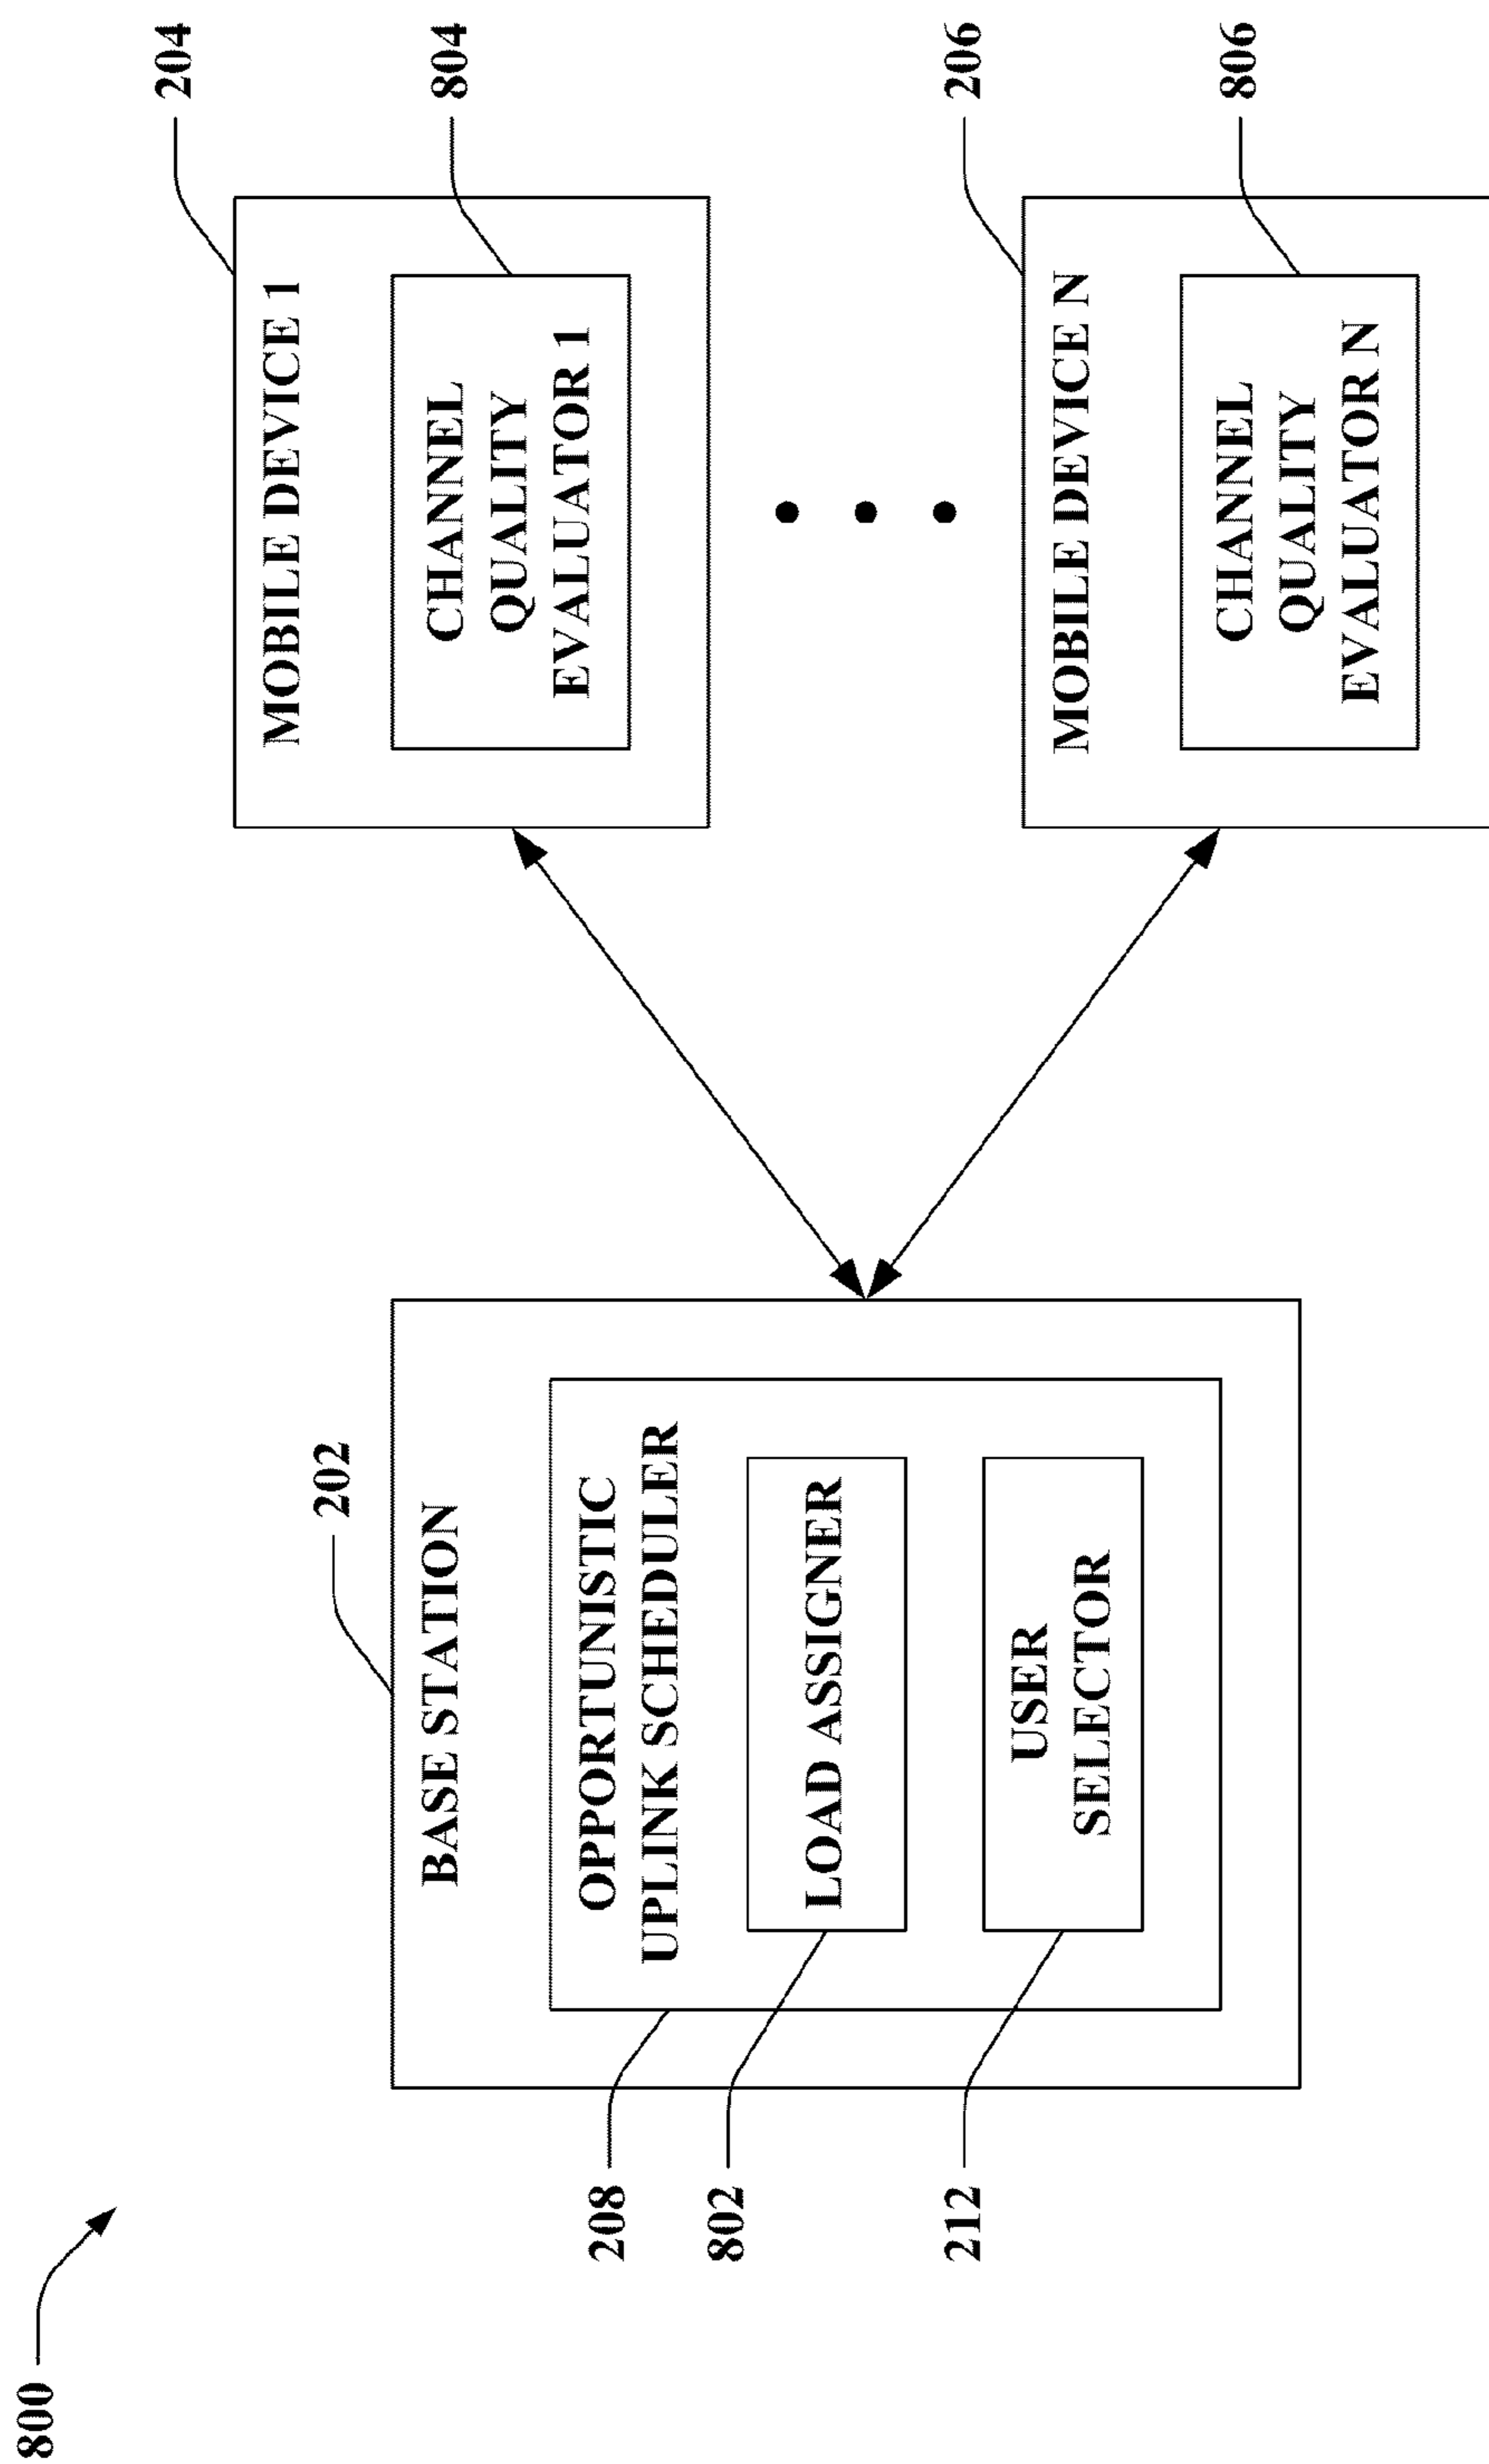 800
202
BASE STATION
OPPORTUNISTIC
UPLINK SCHEDULER
LOAD ASSIGNER
USER
SELECTOR
208
802
212
204
MOBILE DEVICE 1
804
CHANNEL
QUALITY
EVALUATOR 1
206
MOBILE DEVICE N
806
CHANNEL
QUALITY
EVALUATOR N